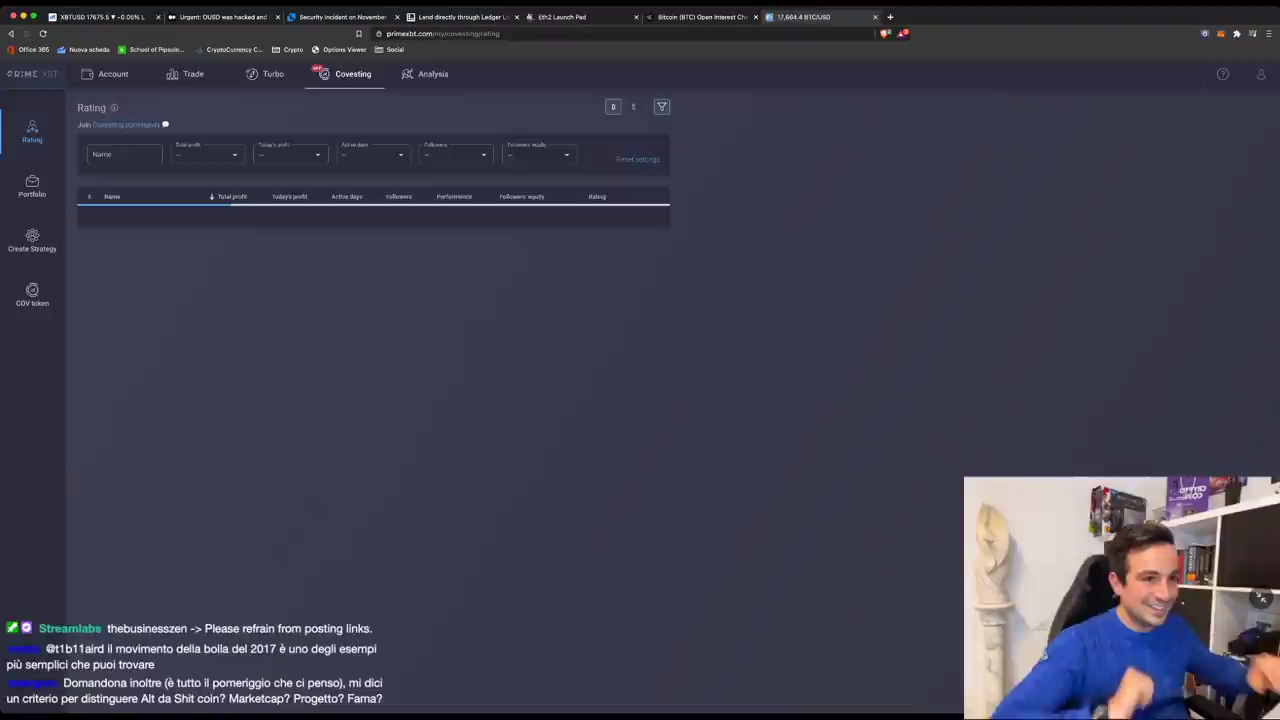 XBTUSD 17675.5 ▼ −0.05% L
Urgent: OUSD was hacked and
Security incident on November
Lend directly through Ledger L
Eth2 Launch Pad
Bitcoin (BTC) Open Interest Ch
17,664.4 BTC/USD
primexbt.com/my/covesting/rating
Office 365
Nuova scheda
School of Pipsolo...
CryptoCurrency C...
Crypto
Options Viewer
Social
PRIME XBT
Account
Trade
Turbo
Covesting
Analysis
Rating
Portfolio
Create Strategy
COV token
Rating
Join Covesting community
Name
Total profit
Today's profit
Active days
Followers
Followers equity
Reset settings
# Name Total profit Today's profit Active days Followers Performance Followers equity Rating
Streamlabs thebusinesszen -> Please refrain from posting links.
@t1b11aird il movimento della bolla del 2017 è uno degli esempi
più semplici che puoi trovare
Domandona inoltre (è tutto il pomeriggio che ci penso), mi dici
un criterio per distinguere Alt da Shit coin? Marketcap? Progetto? Fama?